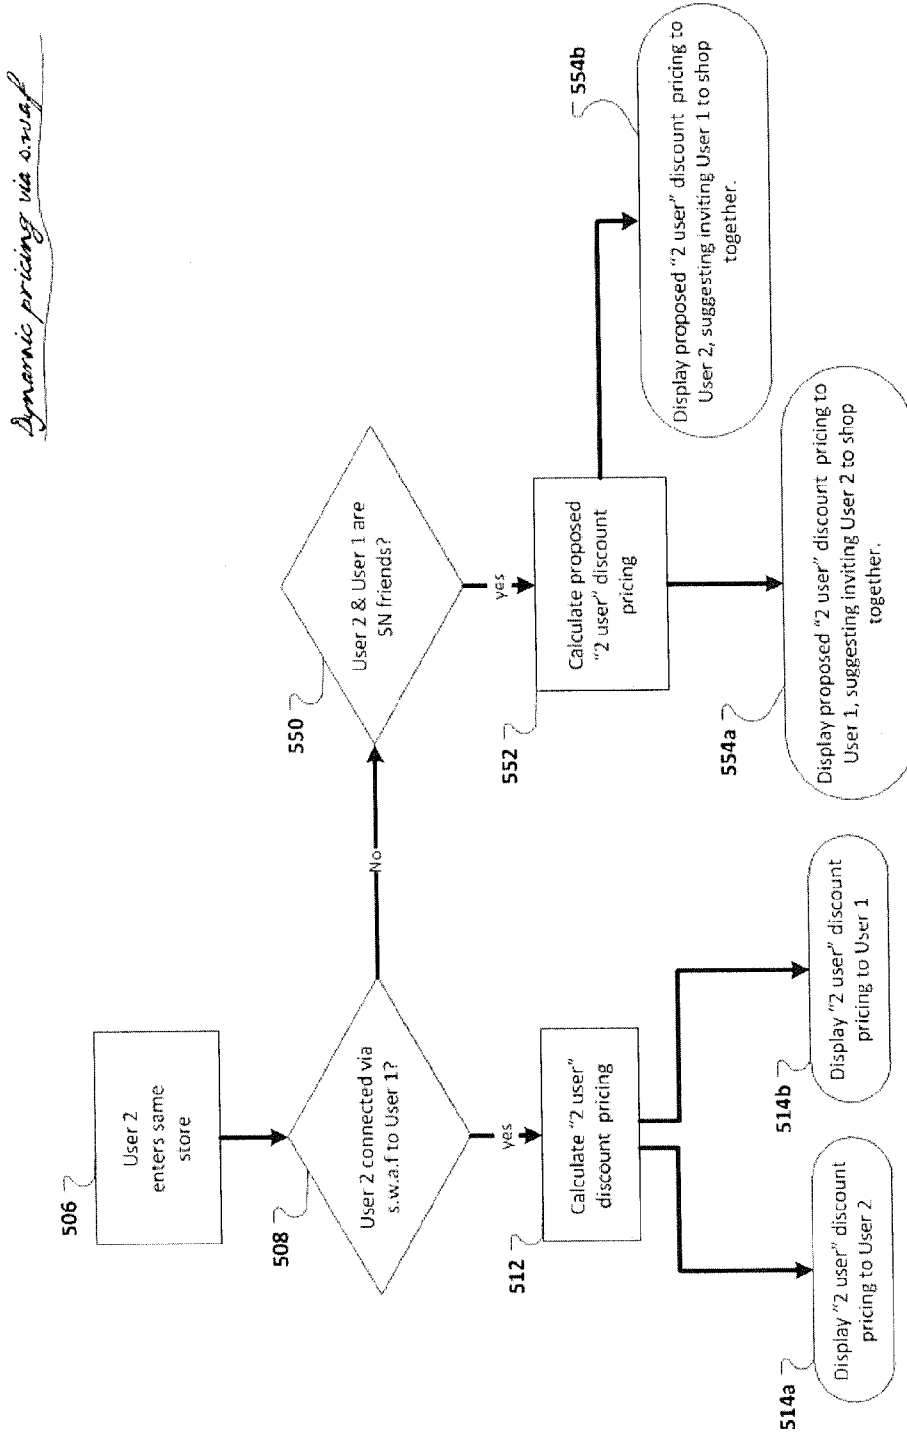 Dynamic pricing via s.w.a.f
506
User 2
enters same
store
508
User 2 connected via
s.w.a.f to User 1?
No
550
User 2 & User 1 are
SN friends?
yes
512
Calculate "2 user"
discount pricing
yes
552
Calculate proposed
"2 user" discount
pricing
514a
Display "2 user" discount
pricing to User 2
514b
Display "2 user" discount
pricing to User 1
554a
Display proposed "2 user" discount pricing to
User 1, suggesting inviting User 2 to shop
together.
554b
Display proposed "2 user" discount pricing to
User 2, suggesting inviting User 1 to shop
together.